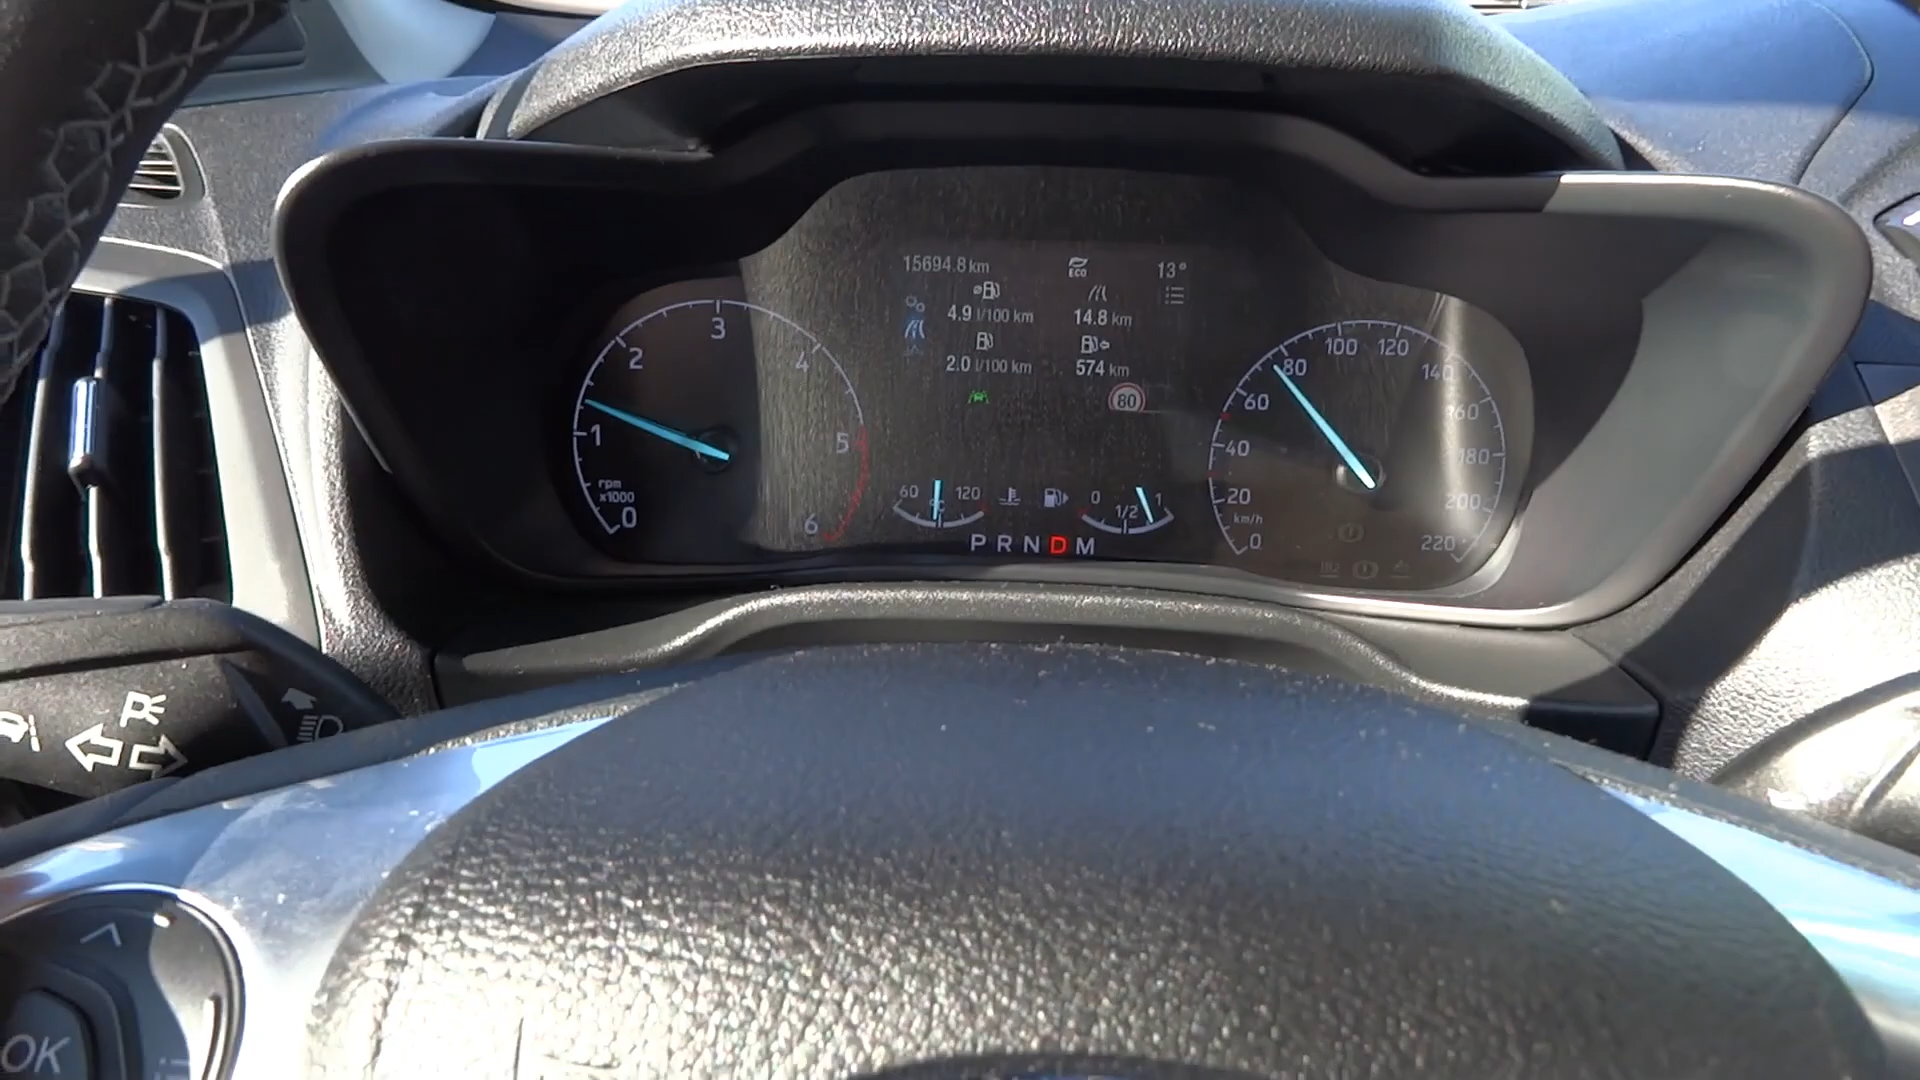 15694.8 km
ECO
13°
4.9 l/100 km
14.8 km
2.0 l/100 km
574 km
80
0
1
2
3
4
5
6
rpm
x1000
60
°C
120
0
1/2
1
P R N D M
0
20
40
60
80
100
120
140
160
180
200
220
km/h
OK